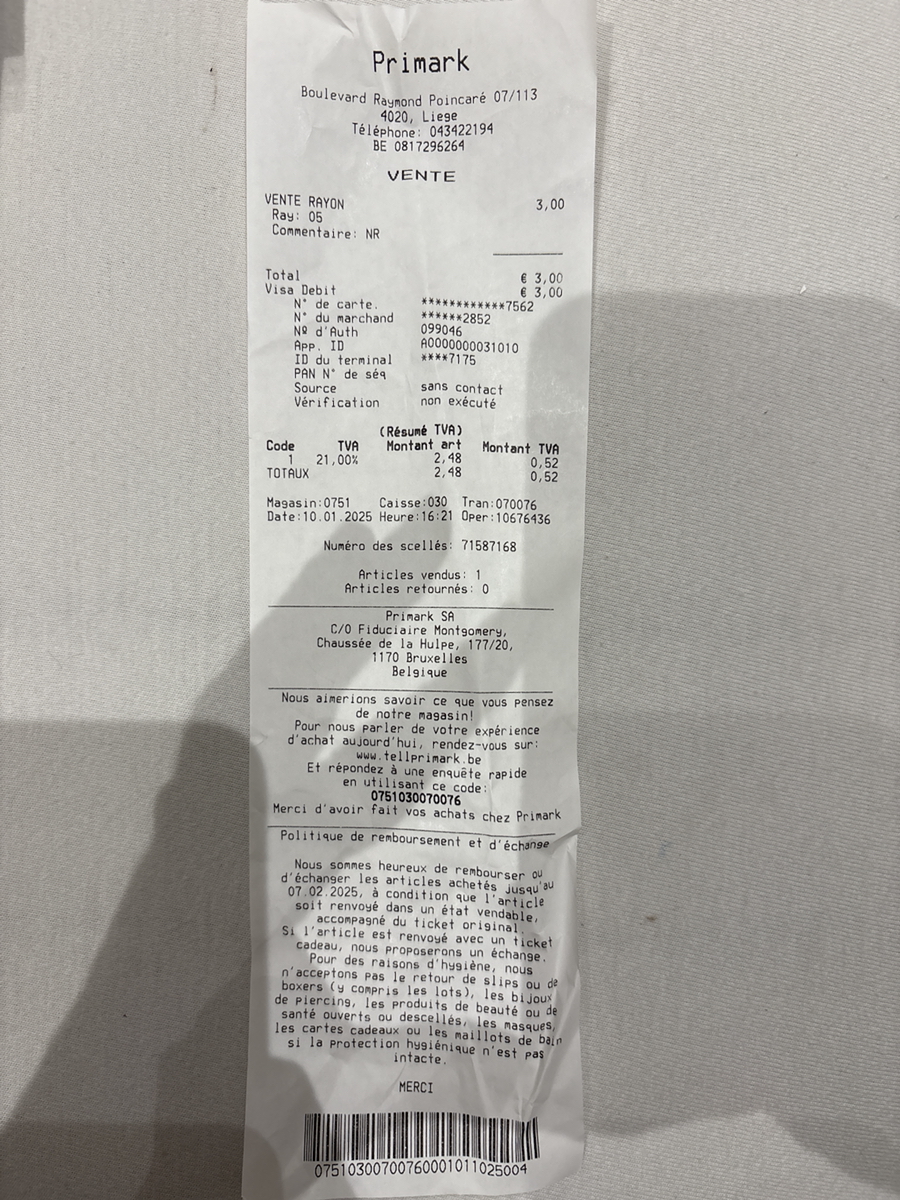 Primark
Boulevard Raymond Poincaré 07/113
4020, Liege
Téléphone: 043422194
BE 0817296264
VENTE
VENTE RAYON 3,00
Ray: 05
Commentaire: NR
Total € 3,00
Visa Debit € 3,00
N° de carte. ************7562
N° du marchand ******2852
Nº d'Auth 099046
App. ID A0000000031010
ID du terminal ****7175
PAN N° de séq
Source sans contact
Vérification non exécuté
(Résumé TVA)
Code TVA Montant art Montant TVA
1 21,00% 2,48 0,52
TOTAUX 2,48 0,52
Magasin:0751 Caisse:030 Tran:070076
Date:10.01.2025 Heure:16:21 Oper:10676436
Numéro des scellés: 71587168
Articles vendus: 1
Articles retournés: 0
Primark SA
C/O Fiduciaire Montgomery,
Chaussée de la Hulpe, 177/20,
1170 Bruxelles
Belgique
Nous aimerions savoir ce que vous pensez
de notre magasin!
Pour nous parler de votre expérience
d'achat aujourd'hui, rendez-vous sur:
www.tellprimark.be
Et répondez à une enquête rapide
en utilisant ce code:
0751030070076
Merci d'avoir fait vos achats chez Primark
Politique de remboursement et d'échange
Nous sommes heureux de rembourser ou
d'échanger les articles achetés jusqu'au
07.02.2025, à condition que l'article
soit renvoyé dans un état vendable,
accompagné du ticket original.
Si l'article est renvoyé avec un ticket
cadeau, nous proposerons un échange.
Pour des raisons d'hygiène, nous
n'acceptons pas le retour de slips ou de
boxers (y compris les lots), les bijoux
de piercing, les produits de beauté ou de
santé ouverts ou descellés, les masques,
les cartes cadeaux ou les maillots de bain
si la protection hygiénique n'est pas
intacte.
MERCI
0751030070076000101​1025004